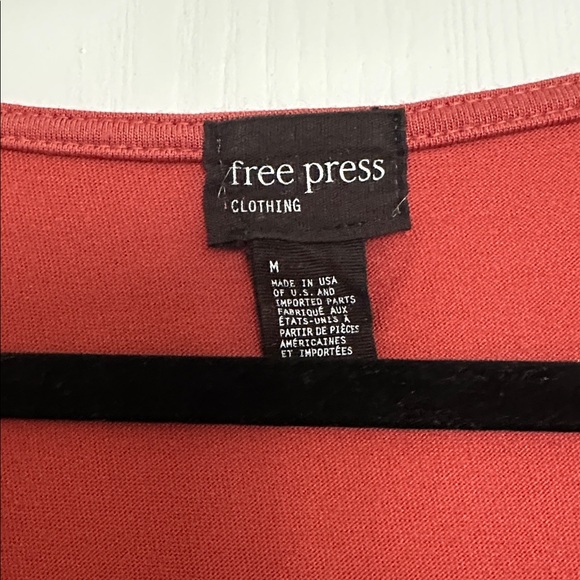 free press
CLOTHING
M
MADE IN USA
OF U.S. AND
IMPORTED PARTS
FABRIQUÉ AUX
ÉTATS-UNIS À
PARTIR DE PIÈCES
AMÉRICAINES
ET IMPORTÉES